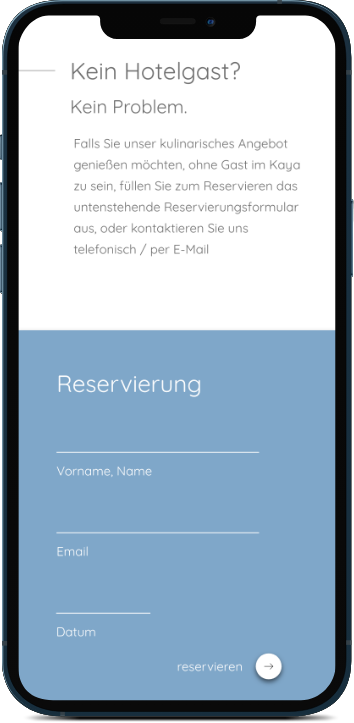 Kein Hotelgast?
Kein Problem.
Falls Sie unser kulinarisches Angebot
genießen möchten, ohne Gast im Kaya
zu sein, füllen Sie zum Reservieren das
untenstehende Reservierungsformular
aus, oder kontaktieren Sie uns
telefonisch / per E-Mail
Reservierung
Vorname, Name
Email
Datum
reservieren